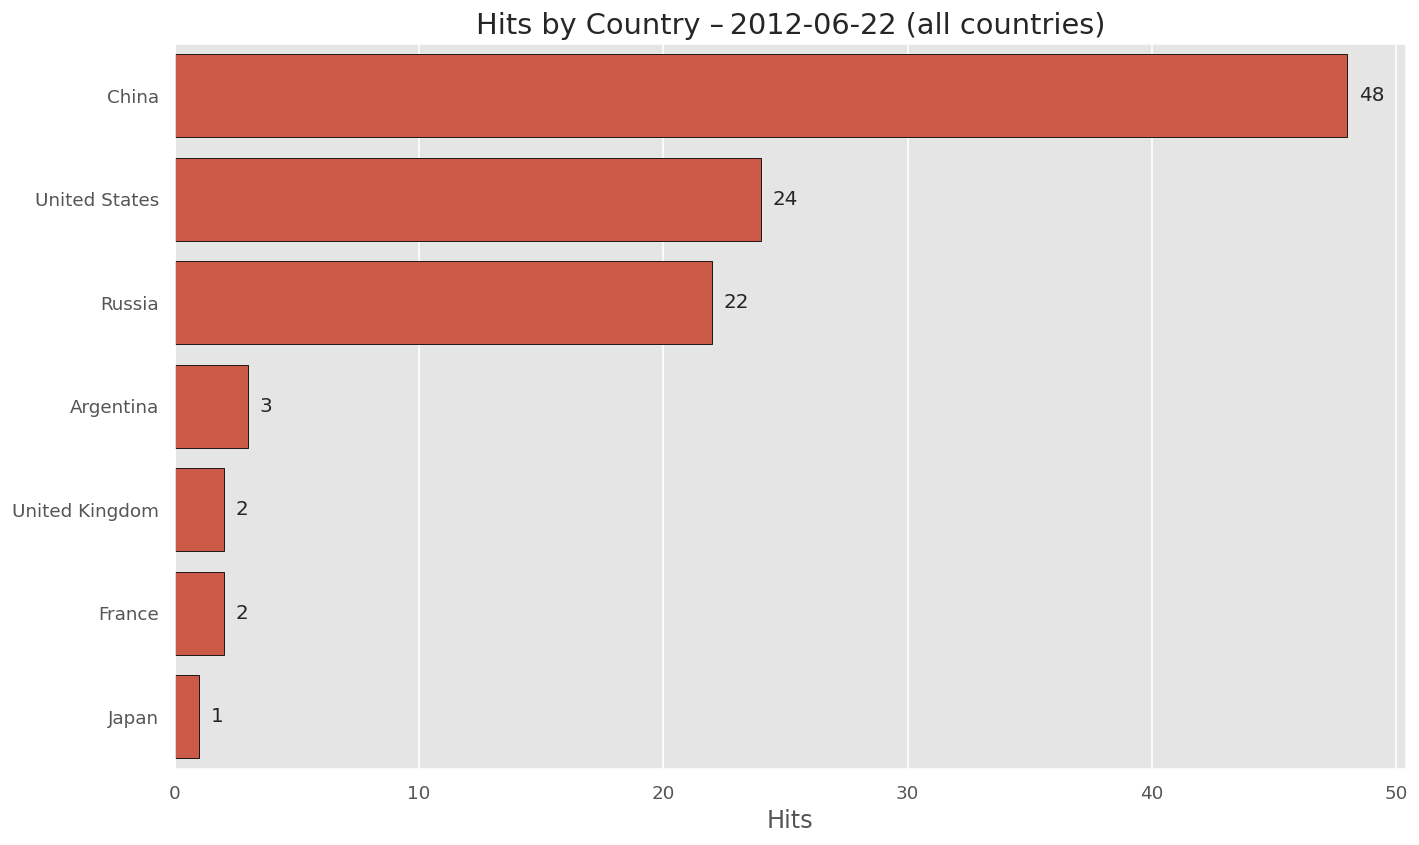 Hits by Country – 2012-06-22 (all countries)
China 48
United States 24
Russia 22
Argentina 3
United Kingdom 2
France 2
Japan 1
0 10 20 30 40 50
Hits